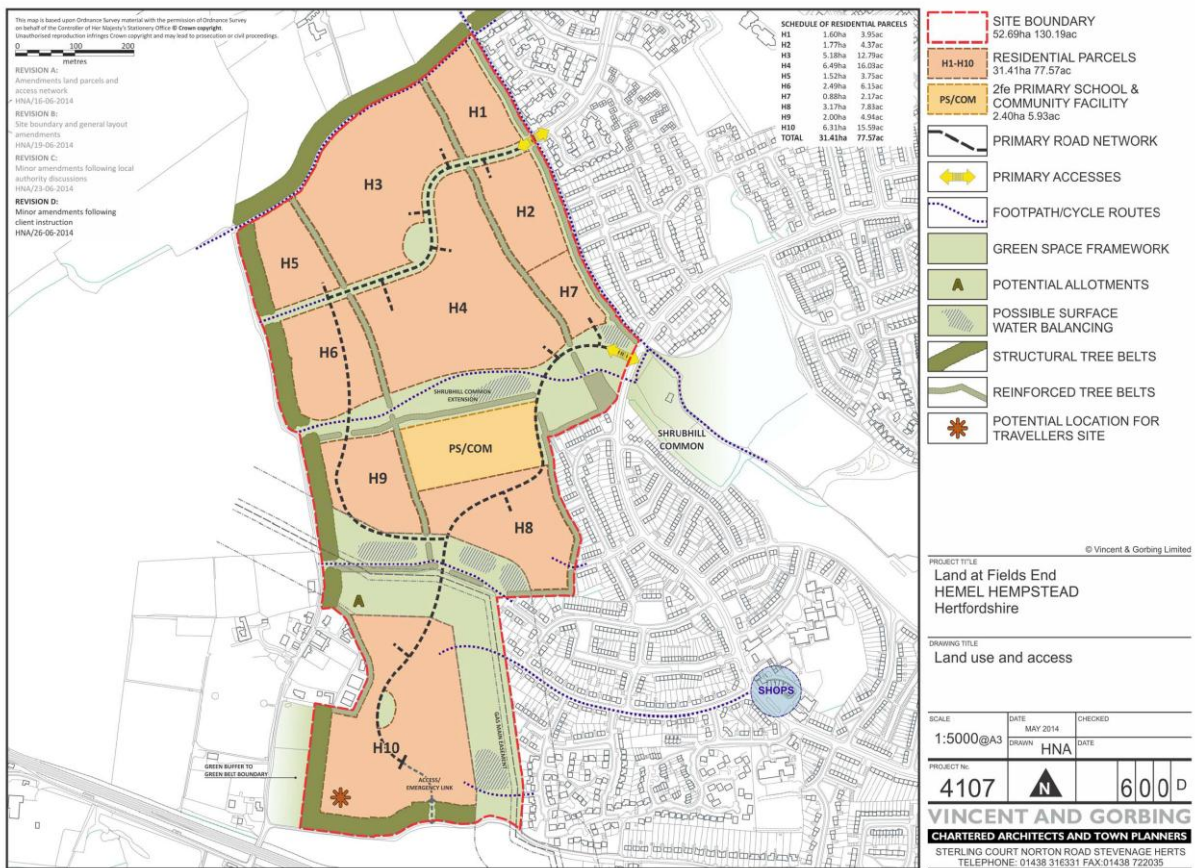 This map is based upon Ordnance Survey material with the permission of Ordnance Survey
on behalf of the Controller of Her Majesty's Stationery Office © Crown copyright.
Unauthorised reproduction infringes Crown copyright and may lead to prosecution or civil proceedings.
0 100 200
metres
REVISION A:
Amendments land parcels and
access network
HNA/16-06-2014
REVISION B:
Site boundary and general layout
amendments
HNA/19-06-2014
REVISION C:
Minor amendments following local
authority discussions
HNA/23-06-2014
REVISION D:
Minor amendments following
client instruction
HNA/26-06-2014
SCHEDULE OF RESIDENTIAL PARCELS
H1 1.60ha 3.95ac
H2 1.77ha 4.37ac
H3 5.18ha 12.79ac
H4 6.49ha 16.03ac
H5 1.52ha 3.75ac
H6 2.49ha 6.15ac
H7 0.88ha 2.17ac
H8 3.17ha 7.83ac
H9 2.00ha 4.94ac
H10 6.31ha 15.59ac
TOTAL 31.41ha 77.57ac
H1
H3
H2
H5
H7
H4
H6
SHRUBHILL COMMON
EXTENSION
SHRUBHILL
COMMON
PS/COM
H9
H8
A
SHOPS
GAS MAIN EASEMENT
H10
GREEN BUFFER TO
GREEN BELT BOUNDARY
ACCESS/
EMERGENCY LINK
SITE BOUNDARY
52.69ha 130.19ac
H1-H10
RESIDENTIAL PARCELS
31.41ha 77.57ac
PS/COM
2fe PRIMARY SCHOOL &
COMMUNITY FACILITY
2.40ha 5.93ac
PRIMARY ROAD NETWORK
PRIMARY ACCESSES
FOOTPATH/CYCLE ROUTES
GREEN SPACE FRAMEWORK
A
POTENTIAL ALLOTMENTS
POSSIBLE SURFACE
WATER BALANCING
STRUCTURAL TREE BELTS
REINFORCED TREE BELTS
POTENTIAL LOCATION FOR
TRAVELLERS SITE
© Vincent & Gorbing Limited
PROJECT TITLE
Land at Fields End
HEMEL HEMPSTEAD
Hertfordshire
DRAWING TITLE
Land use and access
SCALE
1:5000@A3
DATE
MAY 2014
CHECKED
DRAWN HNA
DATE
PROJECT No.
4107
N
600 D
VINCENT AND GORBING
CHARTERED ARCHITECTS AND TOWN PLANNERS
STERLING COURT NORTON ROAD STEVENAGE HERTS
TELEPHONE: 01438 316331 FAX:01438 722035